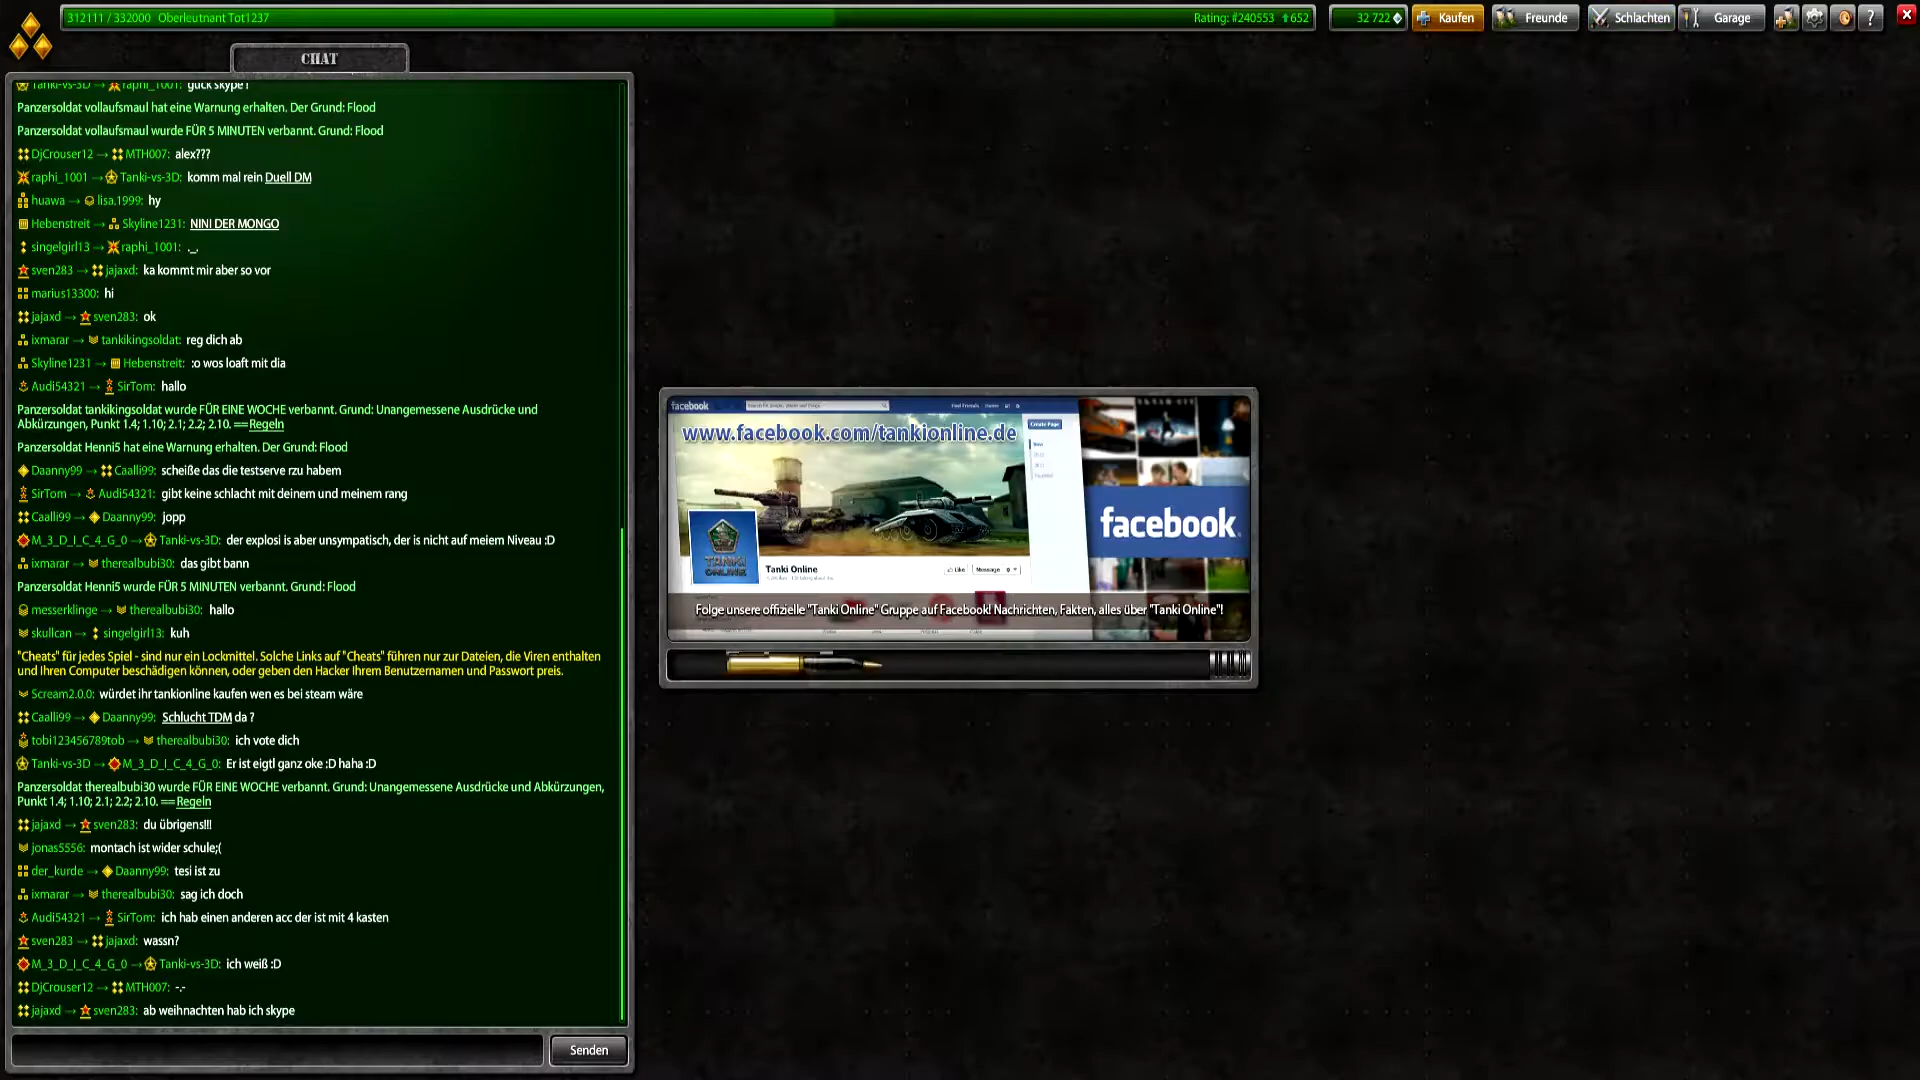 312111 / 332000 Oberleutnant Tot1237
Rating: #240553 ↑652
32 722
Kaufen
Freunde
Schlachten
Garage
?
CHAT
Tanki-vs-3D → raphi_1001: guck skype !
Panzersoldat vollaufsmaul hat eine Warnung erhalten. Der Grund: Flood
Panzersoldat vollaufsmaul wurde FÜR 5 MINUTEN verbannt. Grund: Flood
DjCrouser12 → MTH007: alex???
raphi_1001 → Tanki-vs-3D: komm mal rein Duell DM
huawa → lisa.1999: hy
Hebenstreit → Skyline1231: NINI DER MONGO
singelgirl13 → raphi_1001: ._.
sven283 → jajaxd: ka kommt mir aber so vor
marius13300: hi
jajaxd → sven283: ok
ixmarar → tankikingsoldat: reg dich ab
Skyline1231 → Hebenstreit: :o wos loaft mit dia
Audi54321 → SirTom: hallo
Panzersoldat tankikingsoldat wurde FÜR EINE WOCHE verbannt. Grund: Unangemessene Ausdrücke und
Abkürzungen, Punkt 1.4; 1.10; 2.1; 2.2; 2.10. ==Regeln
Panzersoldat Henni5 hat eine Warnung erhalten. Der Grund: Flood
Daanny99 → Caalli99: scheiße das die testserve rzu habem
SirTom → Audi54321: gibt keine schlacht mit deinem und meinem rang
Caalli99 → Daanny99: jopp
M_3_D_I_C_4_G_0 → Tanki-vs-3D: der explosi is aber unsympatisch, der is nicht auf meiem Niveau :D
ixmarar → therealbubi30: das gibt bann
Panzersoldat Henni5 wurde FÜR 5 MINUTEN verbannt. Grund: Flood
messerklinge → therealbubi30: hallo
skullcan → singelgirl13: kuh
"Cheats" für jedes Spiel - sind nur ein Lockmittel. Solche Links auf "Cheats" führen nur zur Dateien, die Viren enthalten
und Ihren Computer beschädigen können, oder geben den Hacker Ihrem Benutzernamen und Passwort preis.
Scream2.0.0: würdet ihr tankionline kaufen wen es bei steam wäre
Caalli99 → Daanny99: Schlucht TDM da ?
tobi123456789tob → therealbubi30: ich vote dich
Tanki-vs-3D → M_3_D_I_C_4_G_0: Er ist eigtl ganz oke :D haha :D
Panzersoldat therealbubi30 wurde FÜR EINE WOCHE verbannt. Grund: Unangemessene Ausdrücke und Abkürzungen,
Punkt 1.4; 1.10; 2.1; 2.2; 2.10. ==Regeln
jajaxd → sven283: du übrigens!!!
jonas5556: montach ist wider schule;(
der_kurde → Daanny99: tesi ist zu
ixmarar → therealbubi30: sag ich doch
Audi54321 → SirTom: ich hab einen anderen acc der ist mit 4 kasten
sven283 → jajaxd: wassn?
M_3_D_I_C_4_G_0 → Tanki-vs-3D: ich weiß :D
DjCrouser12 → MTH007: -.-
jajaxd → sven283: ab weihnachten hab ich skype
Senden
facebook
Create Page
www.facebook.com/tankionline.de
facebook
TANKI
ONLINE
Tanki Online
Like
Message
Folge unsere offizielle "Tanki Online" Gruppe auf Facebook! Nachrichten, Fakten, alles über "Tanki Online"!